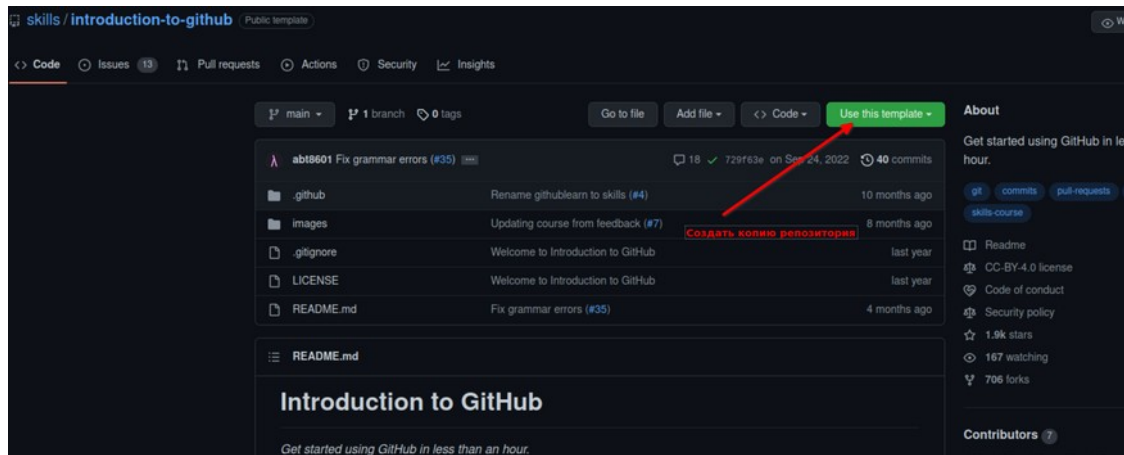 skills / introduction-to-github Public template
<> Code Issues 13 Pull requests Actions Security Insights
main 1 branch 0 tags Go to file Add file <> Code Use this template
About
Get started using GitHub in le
hour.
abt8601 Fix grammar errors (#35) 18 729f63e on Sep 24, 2022 40 commits
.github Rename githublearn to skills (#4) 10 months ago
git commits pull-requests
images Updating course from feedback (#7) 8 months ago
skills-course
Создать копию репозитория
.gitignore Welcome to Introduction to GitHub last year
Readme
LICENSE Welcome to Introduction to GitHub last year
CC-BY-4.0 license
Code of conduct
README.md Fix grammar errors (#35) 4 months ago
Security policy
1.9k stars
167 watching
706 forks
README.md
Introduction to GitHub
Get started using GitHub in less than an hour.
Contributors 7